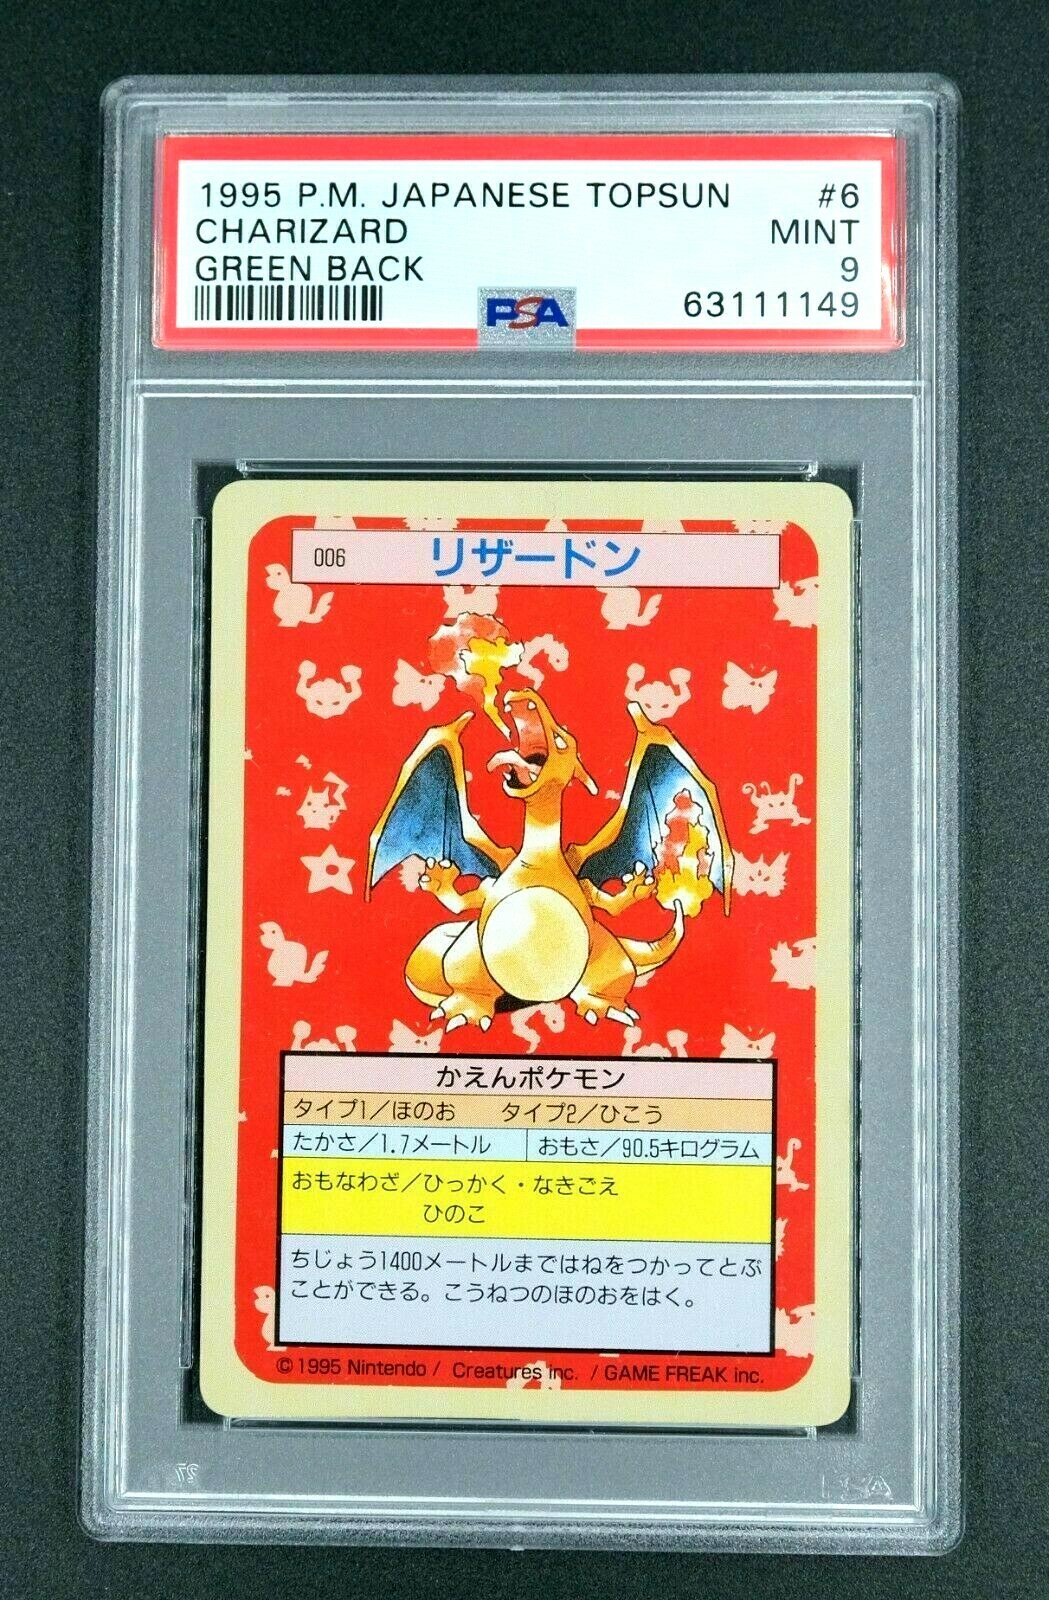 1995 P.M. JAPANESE TOPSUN #6
CHARIZARD MINT
GREEN BACK 9
PSA 63111149
006 リザードン
かえんポケモン
タイプ1/ほのお タイプ2/ひこう
たかさ/1.7メートル おもさ/90.5キログラム
おもなわざ/ひっかく・なきごえ
ひのこ
ちじょう1400メートルまではねをつかってとぶ
ことができる。こうねつのほのおをはく。
©1995 Nintendo / Creatures inc. / GAME FREAK inc.